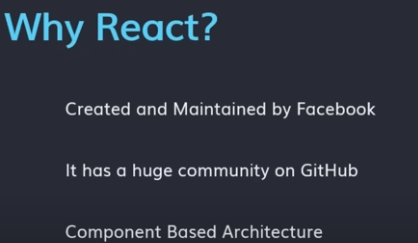 Why React?
Created and Maintained by Facebook
It has a huge community on GitHub
Component Based Architecture